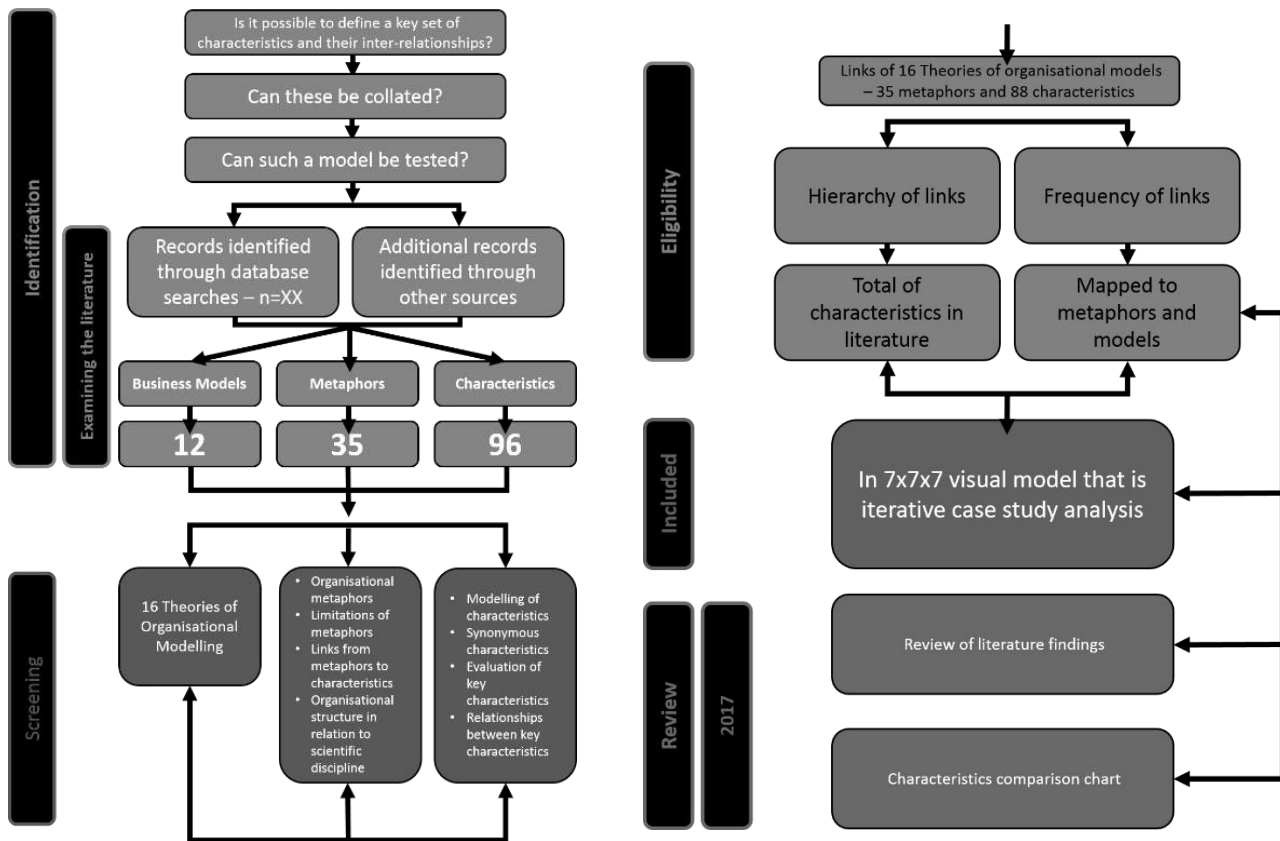 Identification
Examining the literature
Is it possible to define a key set of
characteristics and their inter-relationships?
Can these be collated?
Can such a model be tested?
Records identified
through database
searches – n=XX
Additional records
identified through
other sources
Business Models
Metaphors
Characteristics
12
35
96
Screening
16 Theories of
Organisational
Modelling
• Organisational
metaphors
• Limitations of
metaphors
• Links from
metaphors to
characteristics
• Organisational
structure in
relation to
scientific
discipline
• Modelling of
characteristics
• Synonymous
characteristics
• Evaluation of
key
characteristics
• Relationships
between key
characteristics
Eligibility
Links of 16 Theories of organisational models
– 35 metaphors and 88 characteristics
Hierarchy of links
Frequency of links
Total of
characteristics in
literature
Mapped to
metaphors and
models
Included
In 7x7x7 visual model that is
iterative case study analysis
Review
2017
Review of literature findings
Characteristics comparison chart